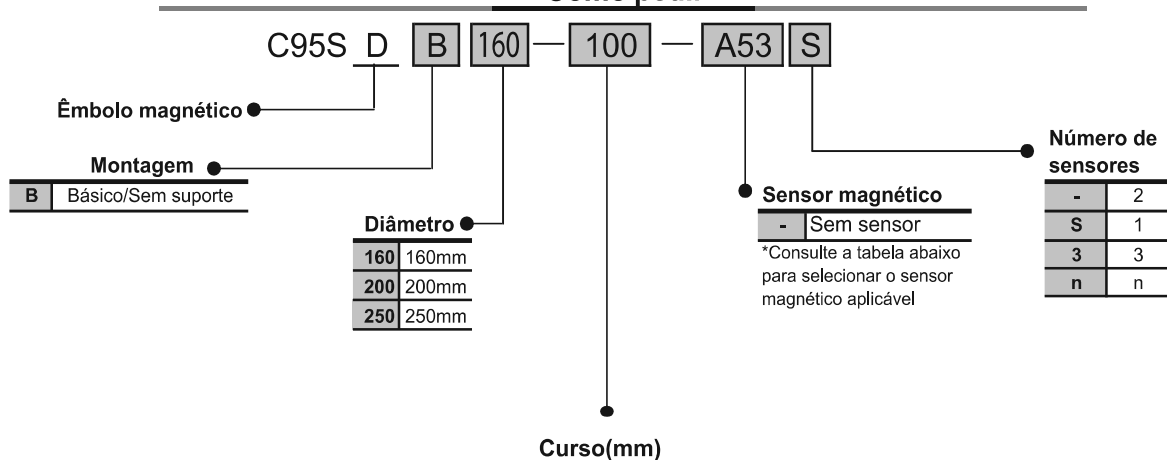 C95S D B 160 — 100 — A53 S
Êmbolo magnético
Montagem
B Básico/Sem suporte
Diâmetro
160 160mm
200 200mm
250 250mm
Curso(mm)
Sensor magnético
- Sem sensor
*Consulte a tabela abaixo
para selecionar o sensor
magnético aplicável
Número de
sensores
- 2
S 1
3 3
n n